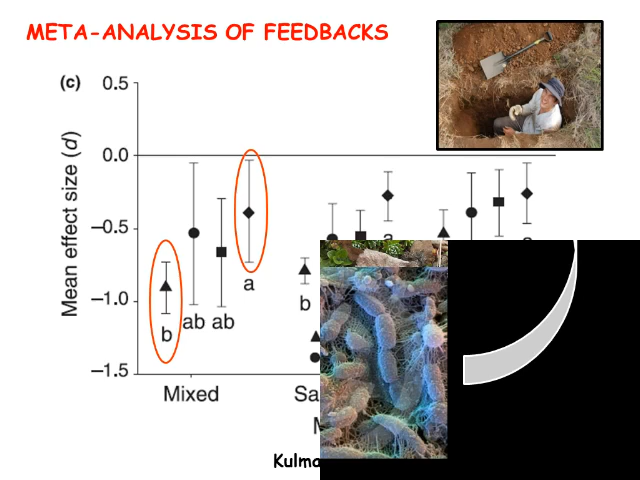 META-ANALYSIS OF FEEDBACKS
(c)
0.5
0.0
−0.5
−1.0
−1.5
Mean effect size (d)
b
ab
ab
a
b
a
Mixed